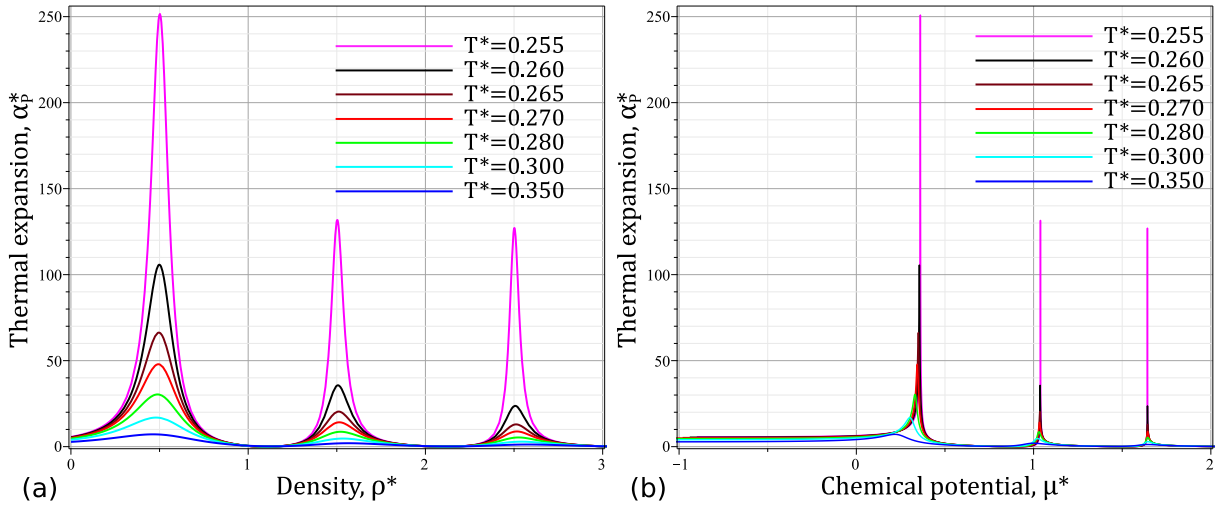 Thermal expansion, α*P
250
200
150
100
50
0
T*=0.255
T*=0.260
T*=0.265
T*=0.270
T*=0.280
T*=0.300
T*=0.350
0
1
2
3
(a)
Density, ρ*
Thermal expansion, α*P
250
200
150
100
50
0
T*=0.255
T*=0.260
T*=0.265
T*=0.270
T*=0.280
T*=0.300
T*=0.350
−1
0
1
2
(b)
Chemical potential, μ*